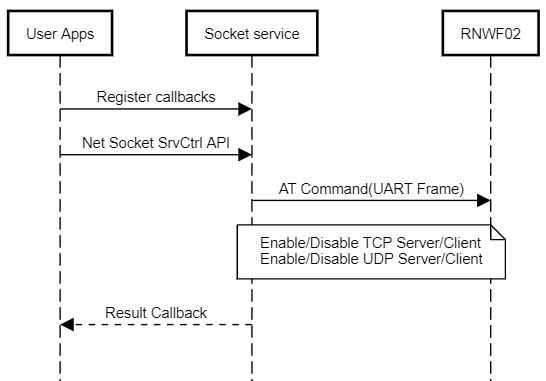 User Apps
Socket service
RNWF02
Register callbacks
Net Socket SrvCtrl API
AT Command(UART Frame)
Enable/Disable TCP Server/Client
Enable/Disable UDP Server/Client
Result Callback